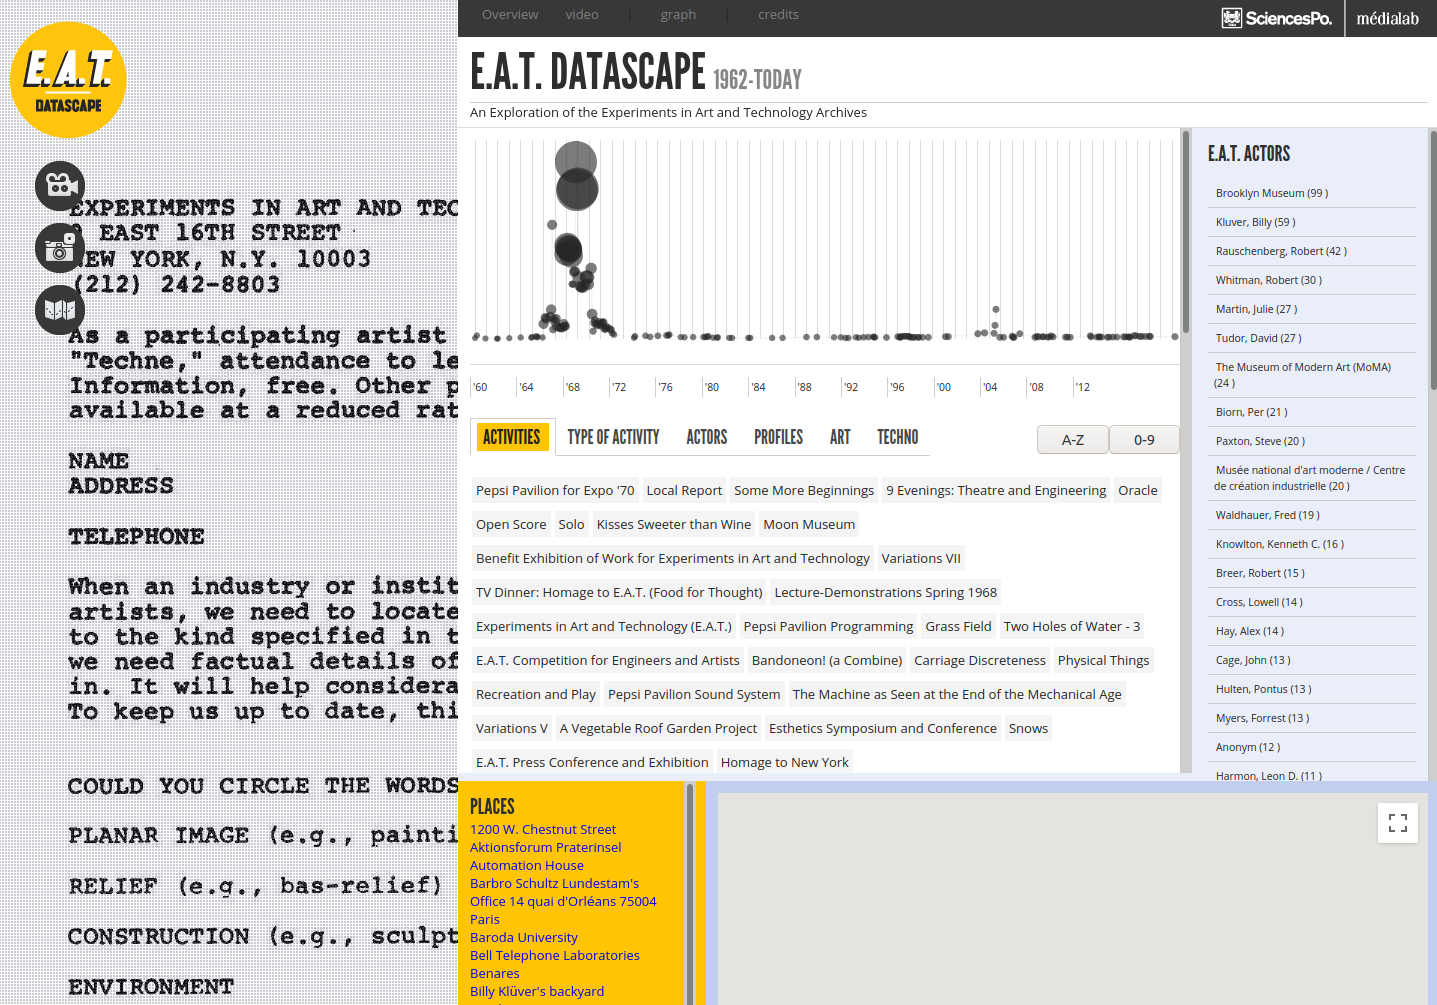 Overview
video
|
graph
|
credits
SciencesPo.
médialab
E.A.T.
DATASCAPE
EXPERIMENTS IN ART AND TEC
EAST 16TH STREET
NEW YORK, N.Y. 10003
(212) 242-8803
As a participating artist
"Techne," attendance to le
Information, free. Other p
available at a reduced rat
NAME
ADDRESS
TELEPHONE
When an industry or instit
artists, we need to locate
to the kind specified in t
we need factual details of
in. It will help considera
To keep us up to date, thi
COULD YOU CIRCLE THE WORDS
PLANAR IMAGE (e.g., painti
RELIEF (e.g., bas-relief)
CONSTRUCTION (e.g., sculpt
ENVIRONMENT
E.A.T. DATASCAPE 1962-TODAY
An Exploration of the Experiments in Art and Technology Archives
'60 '64 '68 '72 '76 '80 '84 '88 '92 '96 '00 '04 '08 '12
ACTIVITIES TYPE OF ACTIVITY ACTORS PROFILES ART TECHNO
A-Z 0-9
Pepsi Pavilion for Expo '70 Local Report Some More Beginnings 9 Evenings: Theatre and Engineering Oracle
Open Score Solo Kisses Sweeter than Wine Moon Museum
Benefit Exhibition of Work for Experiments in Art and Technology Variations VII
TV Dinner: Homage to E.A.T. (Food for Thought) Lecture-Demonstrations Spring 1968
Experiments in Art and Technology (E.A.T.) Pepsi Pavilion Programming Grass Field Two Holes of Water - 3
E.A.T. Competition for Engineers and Artists Bandoneon! (a Combine) Carriage Discreteness Physical Things
Recreation and Play Pepsi Pavilion Sound System The Machine as Seen at the End of the Mechanical Age
Variations V A Vegetable Roof Garden Project Esthetics Symposium and Conference Snows
E.A.T. Press Conference and Exhibition Homage to New York
E.A.T. ACTORS
Brooklyn Museum (99 )
Kluver, Billy (59 )
Rauschenberg, Robert (42 )
Whitman, Robert (30 )
Martin, Julie (27 )
Tudor, David (27 )
The Museum of Modern Art (MoMA)
(24 )
Biorn, Per (21 )
Paxton, Steve (20 )
Musée national d'art moderne / Centre
de création industrielle (20 )
Waldhauer, Fred (19 )
Knowlton, Kenneth C. (16 )
Breer, Robert (15 )
Cross, Lowell (14 )
Hay, Alex (14 )
Cage, John (13 )
Hulten, Pontus (13 )
Myers, Forrest (13 )
Anonym (12 )
Harmon, Leon D. (11 )
PLACES
1200 W. Chestnut Street
Aktionsforum Praterinsel
Automation House
Barbro Schultz Lundestam's
Office 14 quai d'Orléans 75004
Paris
Baroda University
Bell Telephone Laboratories
Benares
Billy Klüver's backyard